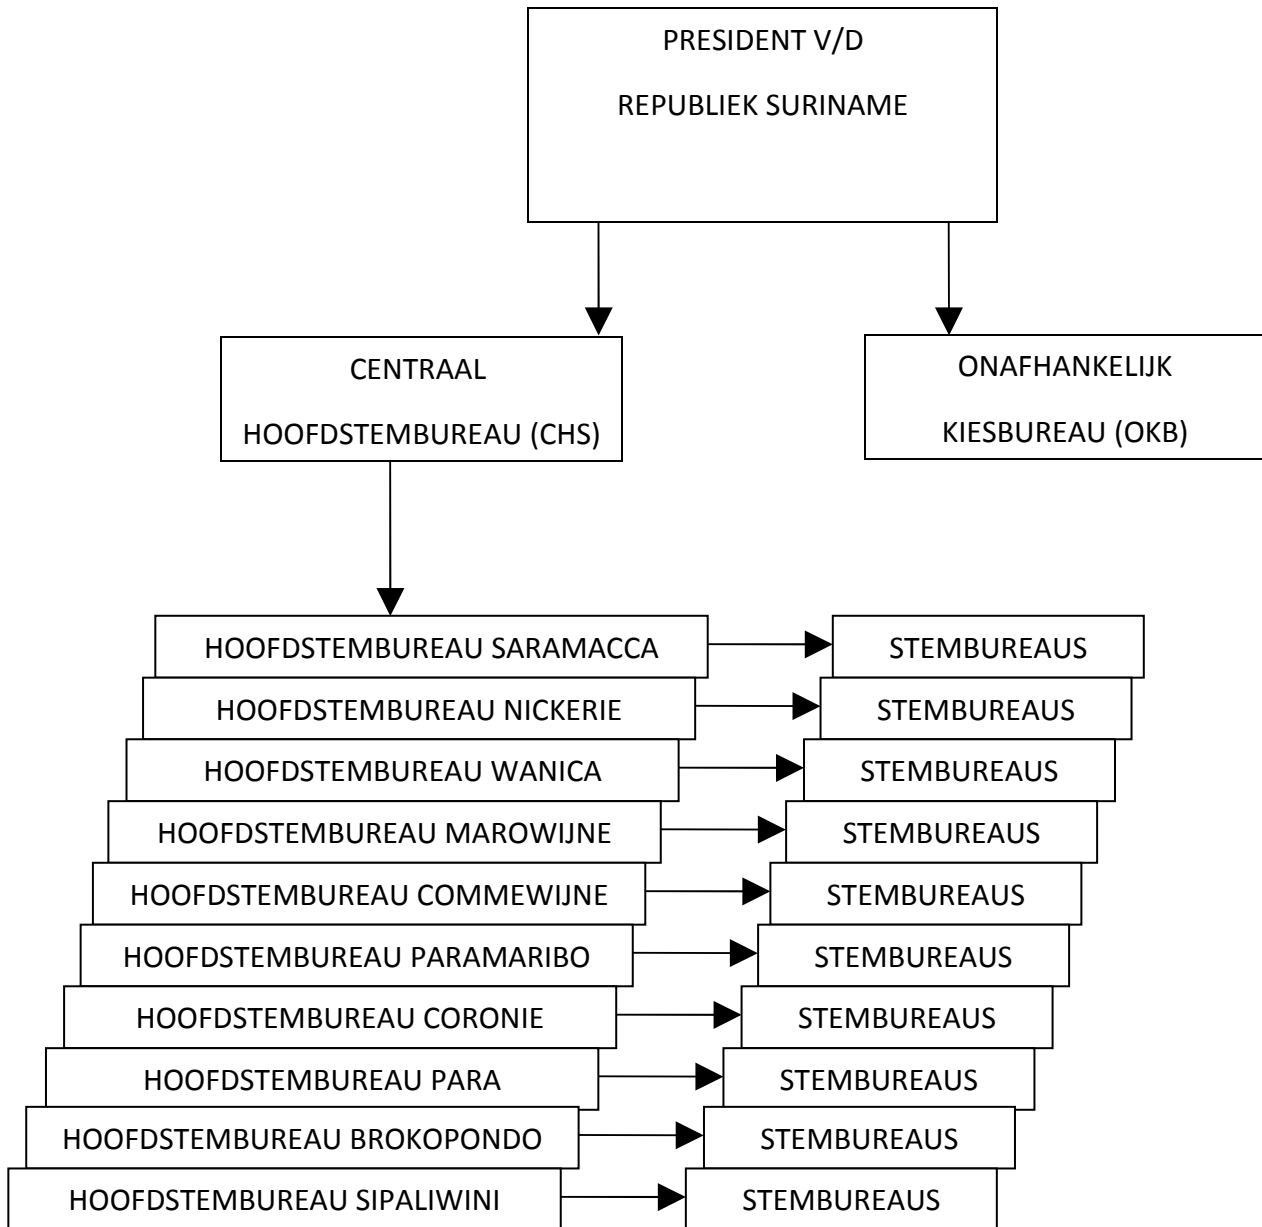 PRESIDENT V/D
REPUBLIEK SURINAME
CENTRAAL
HOOFDSTEMBUREAU (CHS)
ONAFHANKELIJK
KIESBUREAU (OKB)
HOOFDSTEMBUREAU SARAMACCA
STEMBUREAUS
HOOFDSTEMBUREAU NICKERIE
STEMBUREAUS
HOOFDSTEMBUREAU WANICA
STEMBUREAUS
HOOFDSTEMBUREAU MAROWIJNE
STEMBUREAUS
HOOFDSTEMBUREAU COMMEWIJNE
STEMBUREAUS
HOOFDSTEMBUREAU PARAMARIBO
STEMBUREAUS
HOOFDSTEMBUREAU CORONIE
STEMBUREAUS
HOOFDSTEMBUREAU PARA
STEMBUREAUS
HOOFDSTEMBUREAU BROKOPONDO
STEMBUREAUS
HOOFDSTEMBUREAU SIPALIWINI
STEMBUREAUS